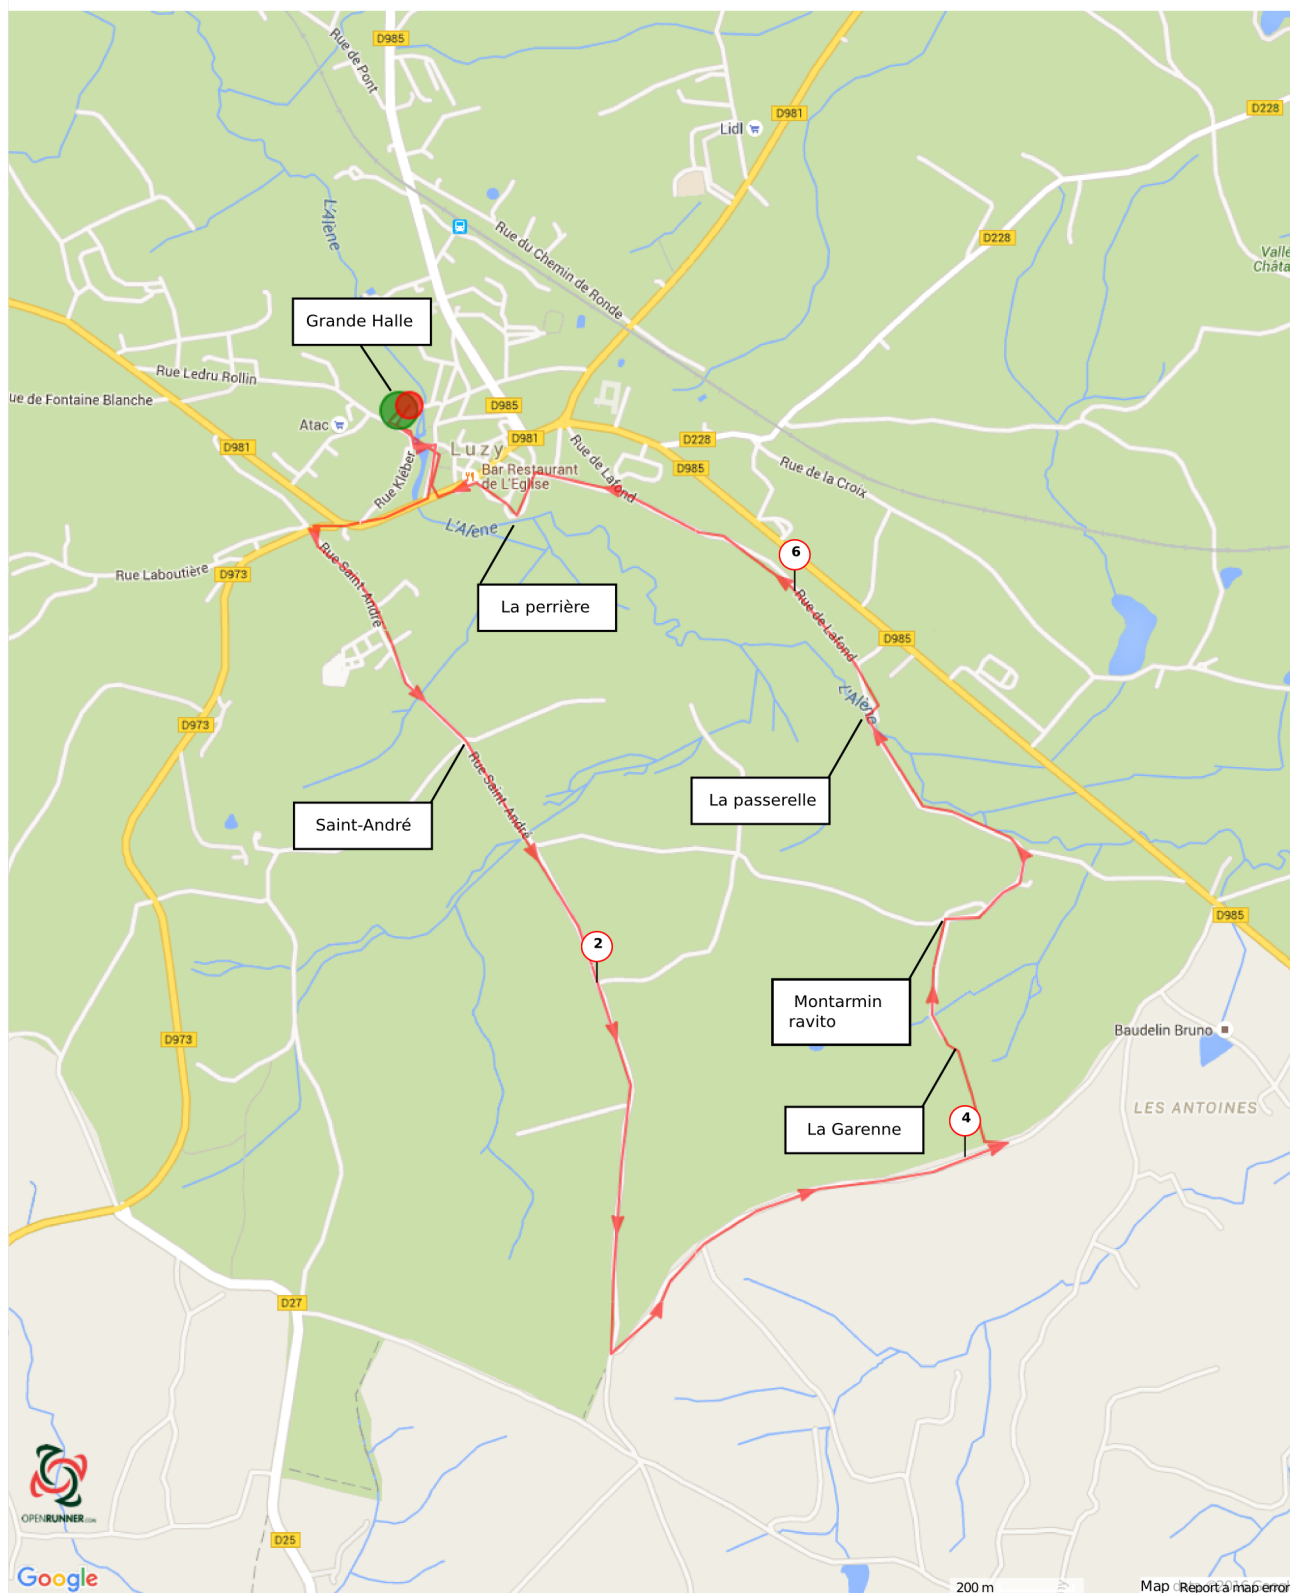 D985
Rue de Pont
D981
D228
Lidl
L'Alène
Rue du Chemin de Ronde
D228
Vallé
Châta
Grande Halle
Rue Ledru Rollin
ue de Fontaine Blanche
D985
Atac
D981
Luzy
D981
D228
Rue de Lafond
Bar Restaurant
de L'Eglise
D985
Rue de la Croix
Rue Kléber
L'Alène
6
Rue Saint-André
Rue Laboutière
D973
La perrière
Rue de Lafond
D985
L'Alène
D973
Rue Saint-André
La passerelle
Saint-André
D985
2
Montarmin
ravito
Baudelin Bruno
D973
LES ANTOINES
4
La Garenne
D27
OPENRUNNER.COM
D25
Google
200 m
Map
Report a map error